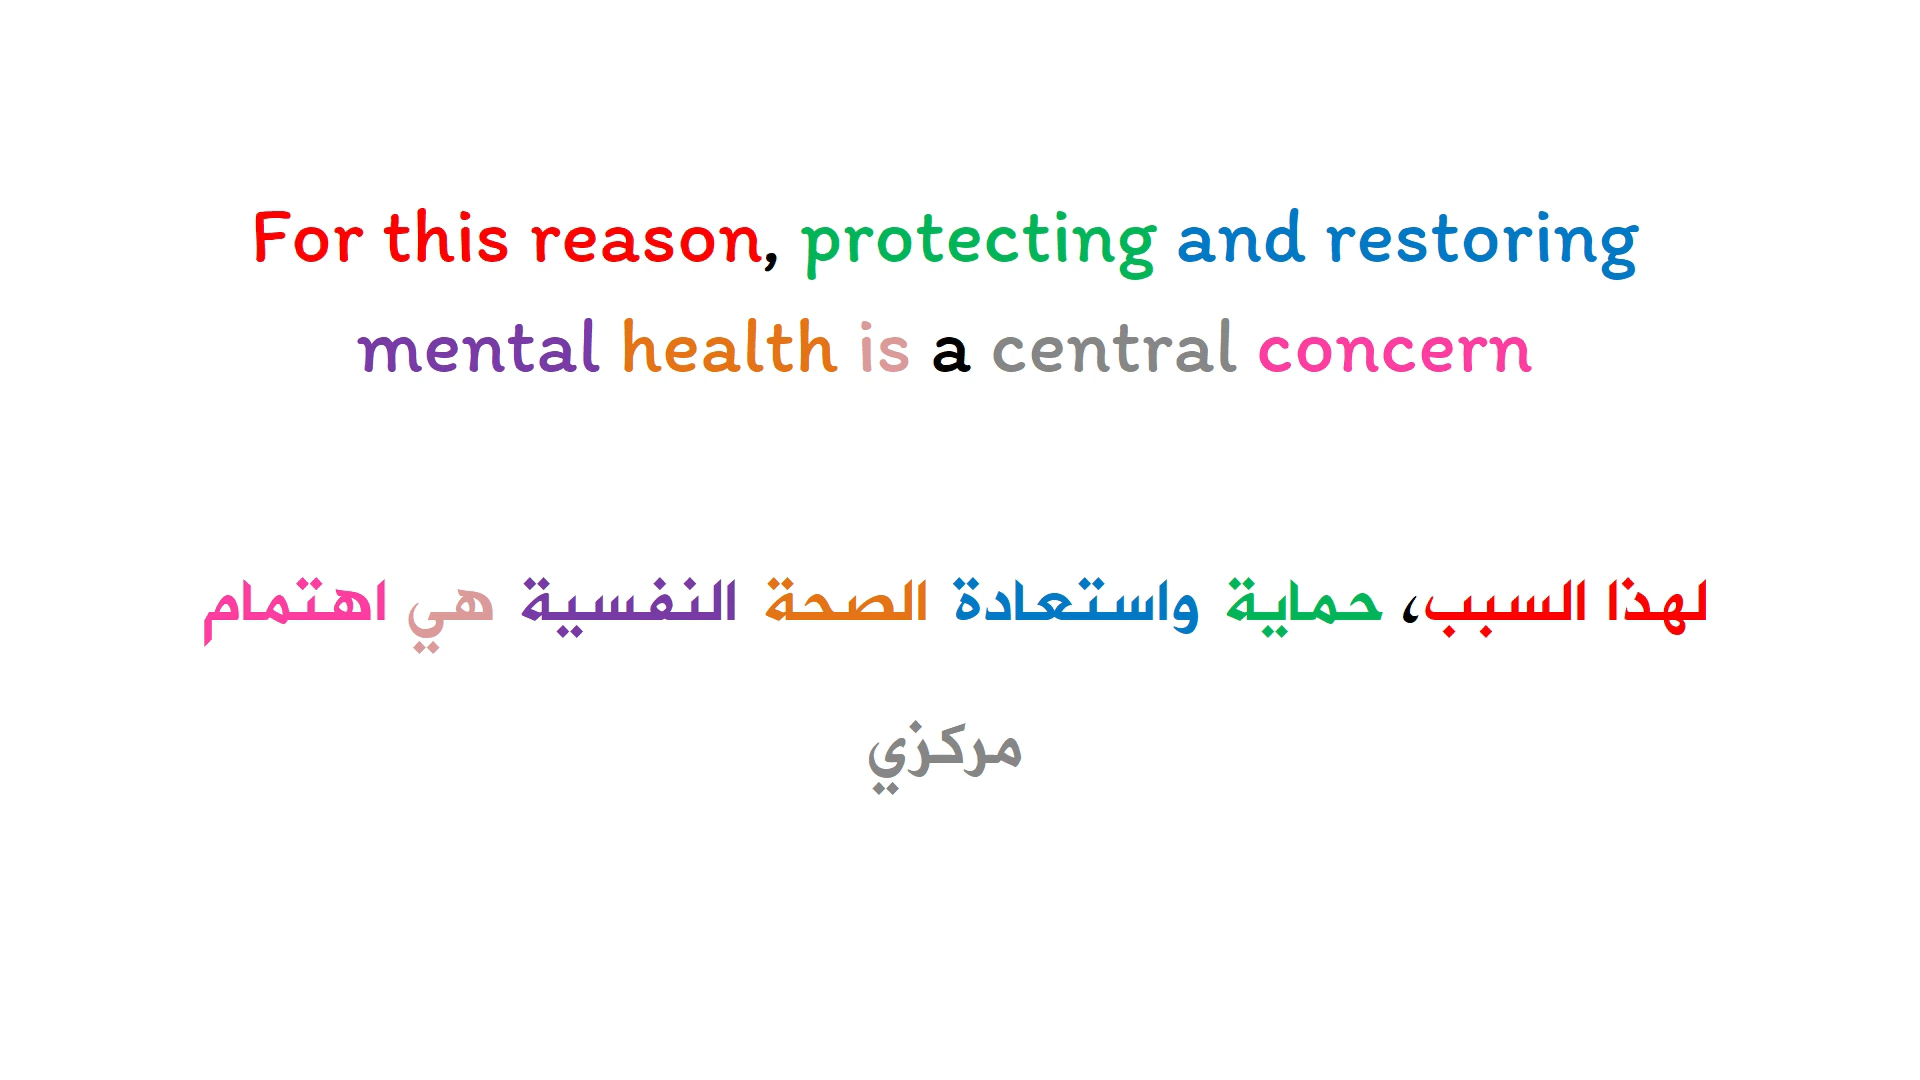 For this reason, protecting and restoring
mental health is a central concern
لهذا السبب، حماية واستعادة الصحة النفسية هي اهتمام
مركزي